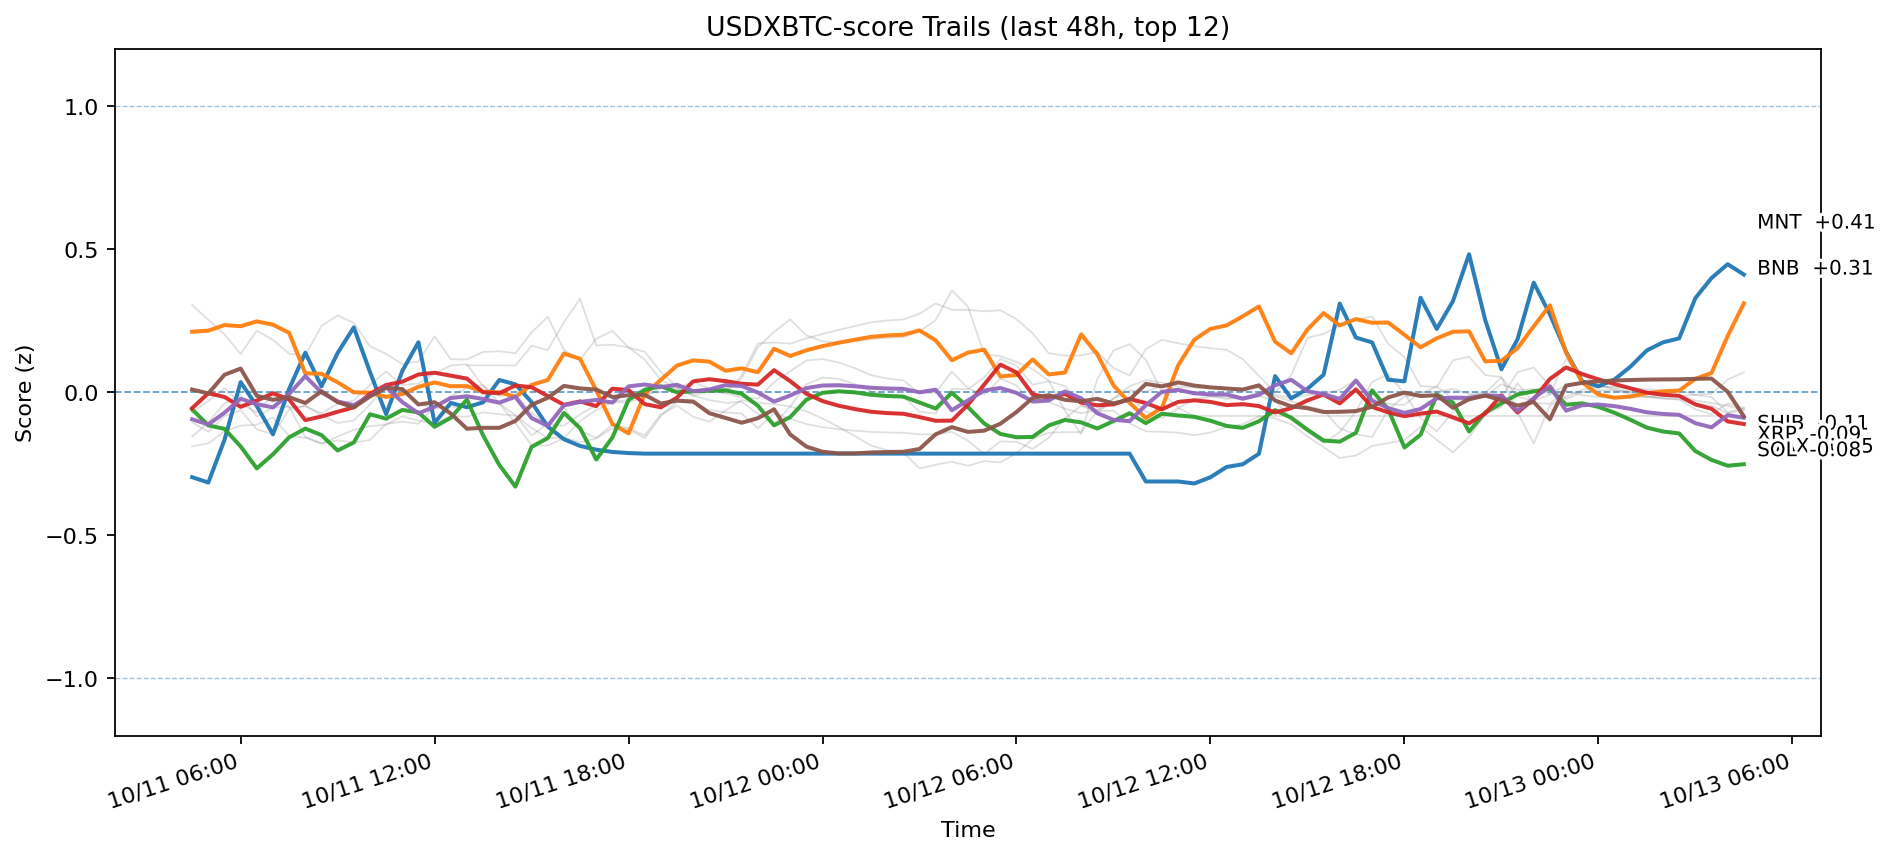 USDXBTC-score Trails (last 48h, top 12)
Score (z)
1.0
0.5
0.0
−0.5
−1.0
MNT +0.41
BNB +0.31
SHIB
XRP -0.09
SOL -0.08
10/11 06:00
10/11 12:00
10/11 18:00
10/12 00:00
10/12 06:00
10/12 12:00
10/12 18:00
10/13 00:00
10/13 06:00
Time